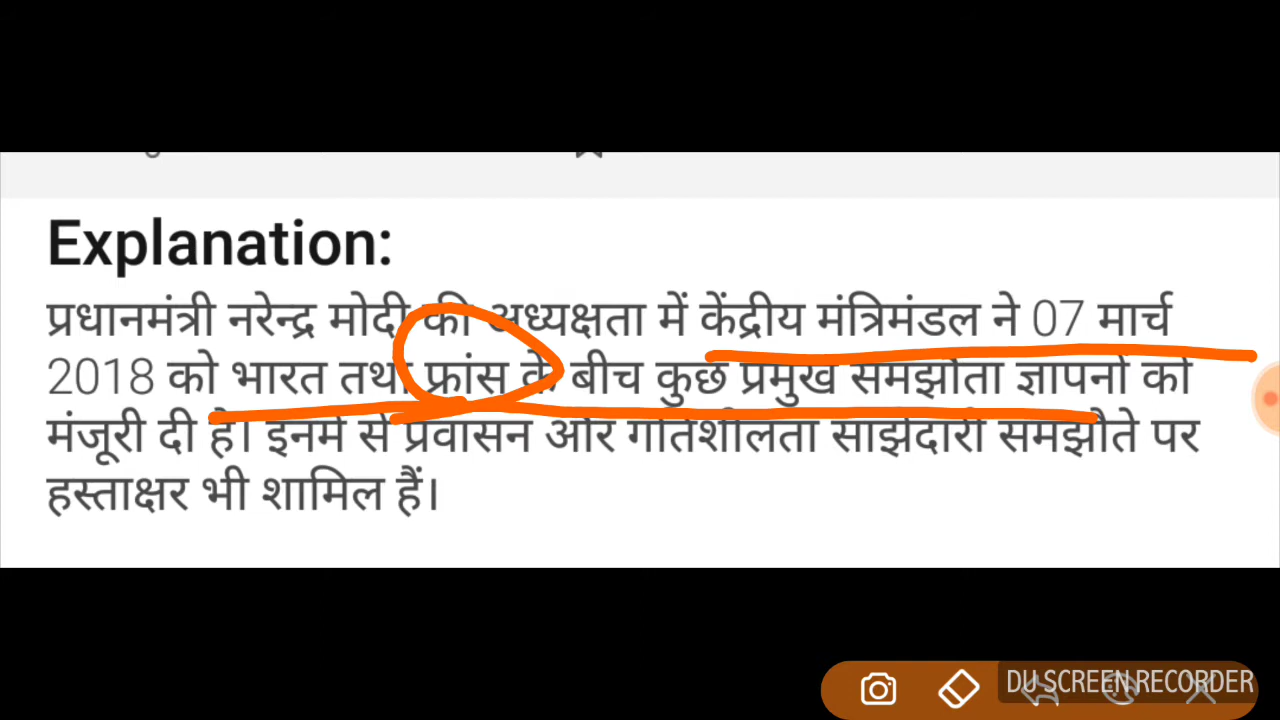 Explanation:
प्रधानमंत्री नरेन्द्र मोदी की अध्यक्षता में केंद्रीय मंत्रिमंडल ने 07 मार्च
2018 को भारत तथा फ्रांस के बीच कुछ प्रमुख समझौता ज्ञापनों को
मंजूरी दी है। इनमें से प्रवासन और गतिशीलता साझेदारी समझौते पर
हस्ताक्षर भी शामिल हैं।
DU SCREEN RECORDER